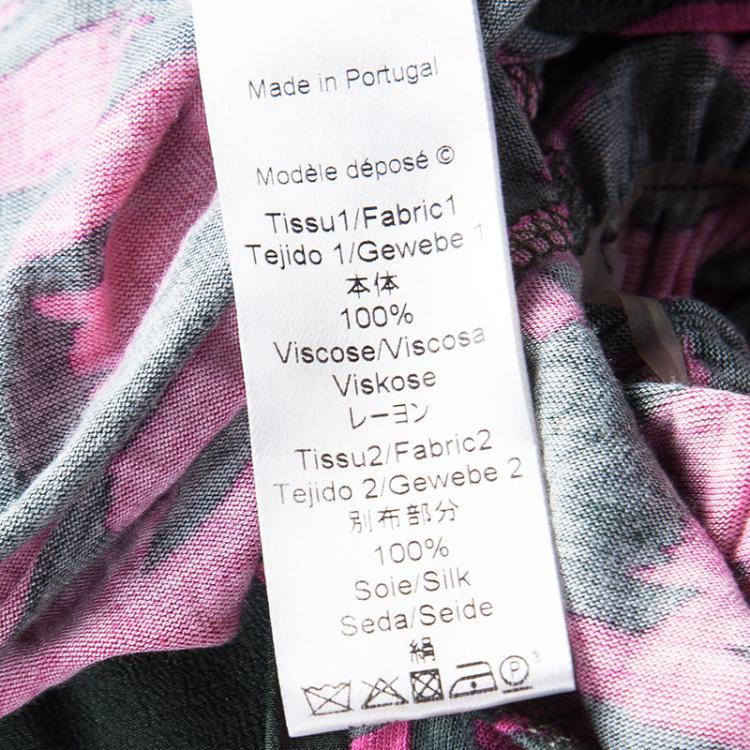 Made in Portugal
Modèle déposé ©
Tissu1/Fabric1
Tejido 1/Gewebe 1
本体
100%
Viscose/Viscosa
Viskose
レーヨン
Tissu2/Fabric2
Tejido 2/Gewebe 2
別布部分
100%
Soie/Silk
Seda/Seide
絹
P